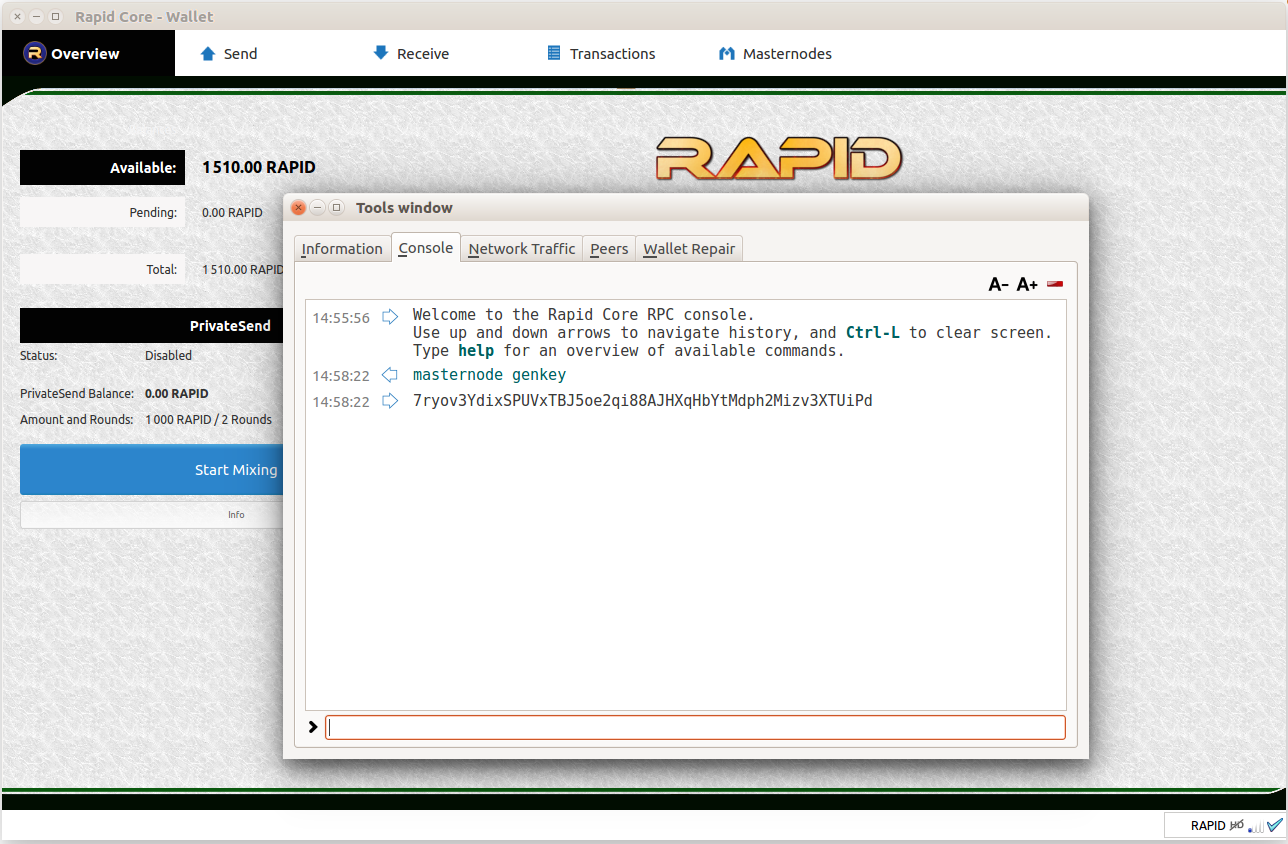 Rapid Core - Wallet
Overview
Send
Receive
Transactions
Masternodes
RAPID
Available: 1 510.00 RAPID
Pending: 0.00 RAPID
Total: 1 510.00 RAPID
PrivateSend
Status: Disabled
PrivateSend Balance: 0.00 RAPID
Amount and Rounds: 1 000 RAPID / 2 Rounds
Start Mixing
Info
Tools window
Information
Console
Network Traffic
Peers
Wallet Repair
A- A+
14:55:56 Welcome to the Rapid Core RPC console.
Use up and down arrows to navigate history, and Ctrl-L to clear screen.
Type help for an overview of available commands.
14:58:22 masternode genkey
14:58:22 7ryov3YdixSPUVxTBJ5oe2qi88AJHXqHbYtMdph2Mizv3XTUiPd
RAPID HD